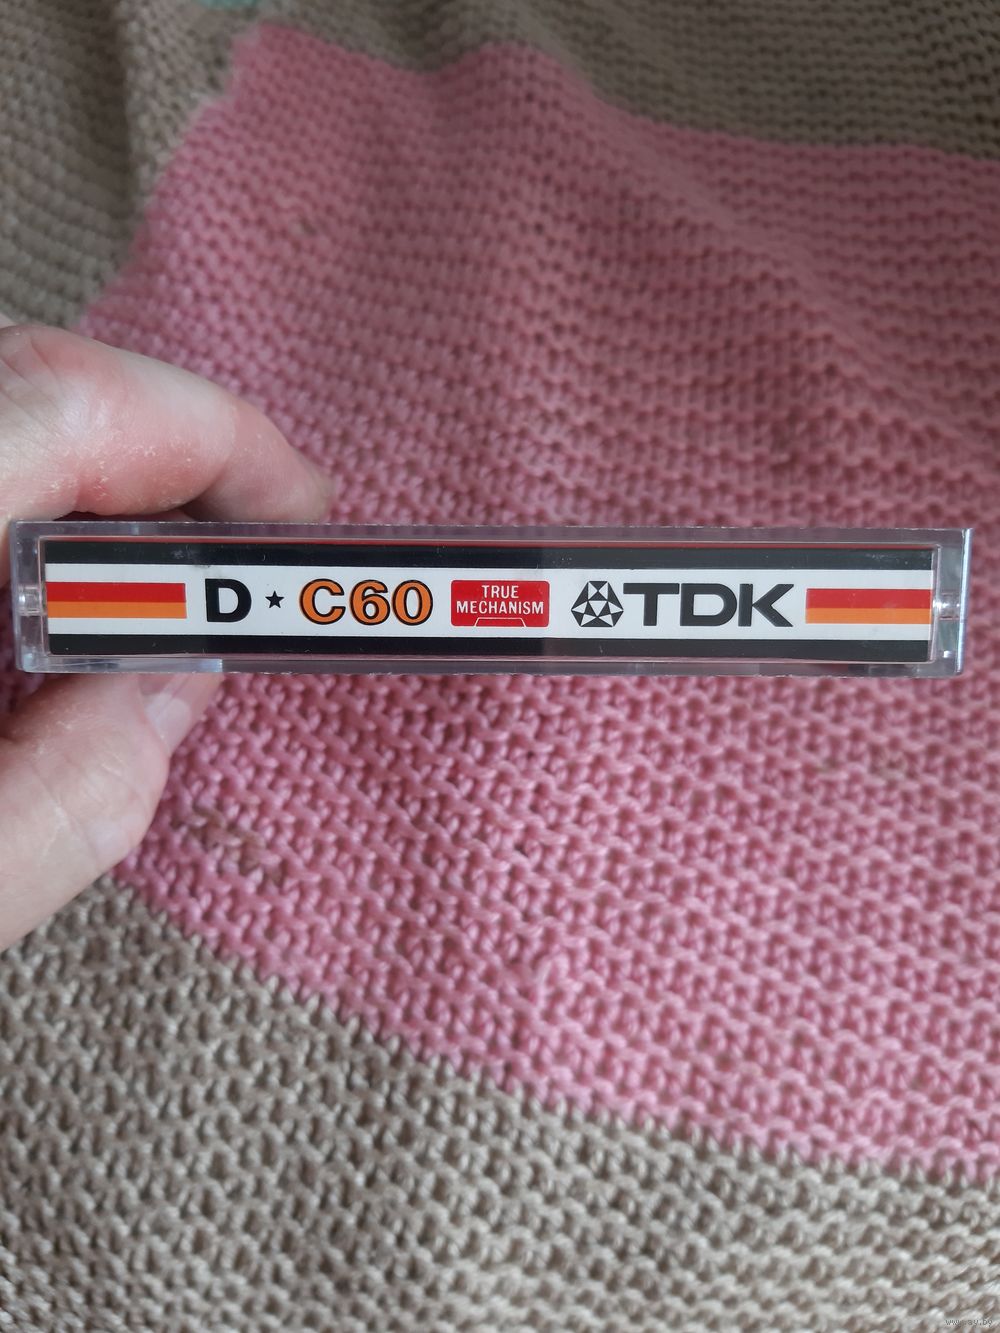 D ★ C60 TRUE MECHANISM TDK